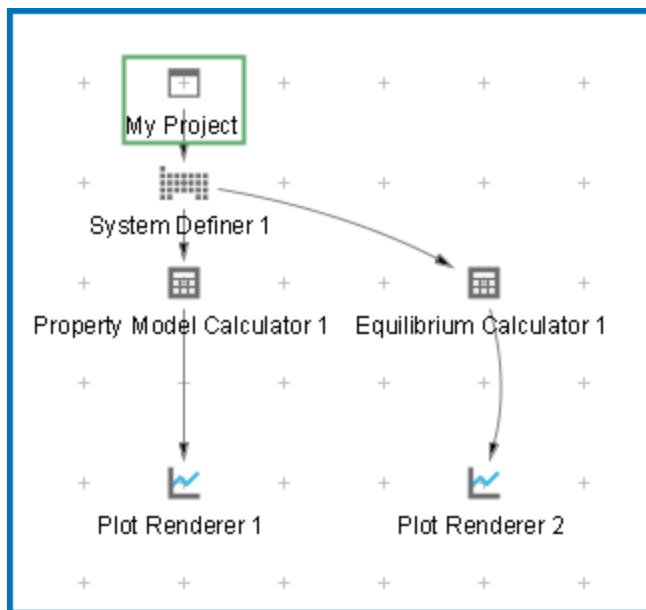 My Project
System Definer 1
Property Model Calculator 1
Equilibrium Calculator 1
Plot Renderer 1
Plot Renderer 2